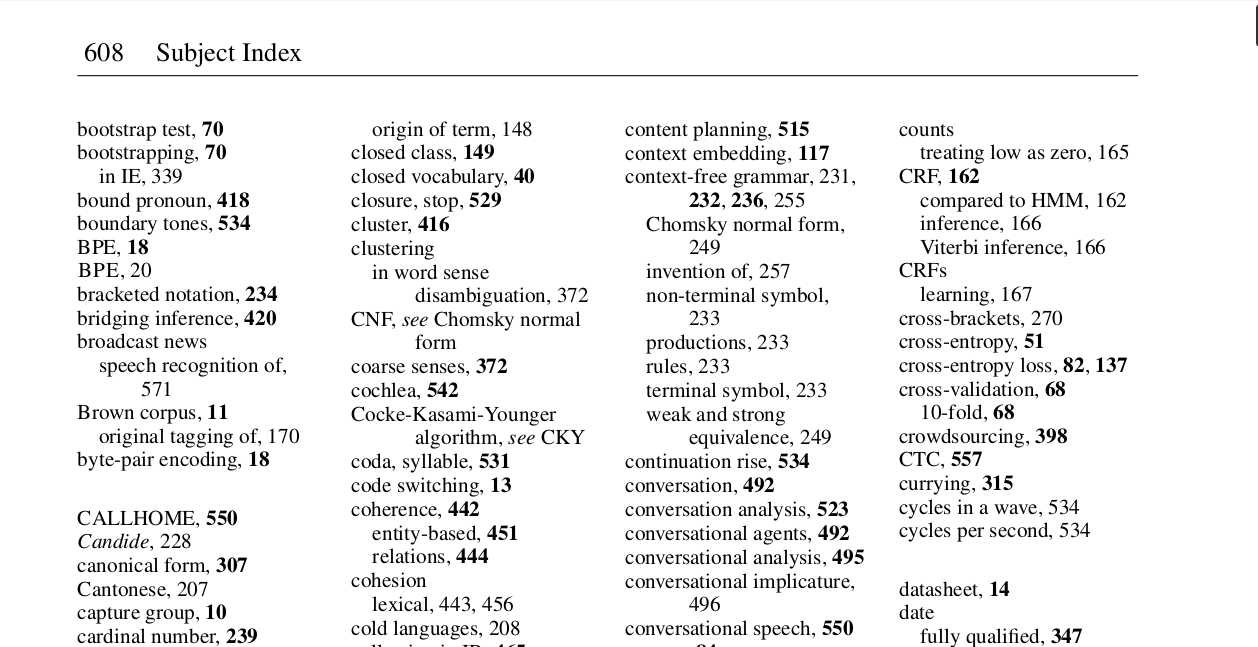 608 Subject Index
bootstrap test, 70
bootstrapping, 70
in IE, 339
bound pronoun, 418
boundary tones, 534
BPE, 18
BPE, 20
bracketed notation, 234
bridging inference, 420
broadcast news
speech recognition of,
571
Brown corpus, 11
original tagging of, 170
byte-pair encoding, 18
CALLHOME, 550
Candide, 228
canonical form, 307
Cantonese, 207
capture group, 10
cardinal number, 239
origin of term, 148
closed class, 149
closed vocabulary, 40
closure, stop, 529
cluster, 416
clustering
in word sense
disambiguation, 372
CNF, see Chomsky normal
form
coarse senses, 372
cochlea, 542
Cocke-Kasami-Younger
algorithm, see CKY
coda, syllable, 531
code switching, 13
coherence, 442
entity-based, 451
relations, 444
cohesion
lexical, 443, 456
cold languages, 208
content planning, 515
context embedding, 117
context-free grammar, 231,
232, 236, 255
Chomsky normal form,
249
invention of, 257
non-terminal symbol,
233
productions, 233
rules, 233
terminal symbol, 233
weak and strong
equivalence, 249
continuation rise, 534
conversation, 492
conversation analysis, 523
conversational agents, 492
conversational analysis, 495
conversational implicature,
496
conversational speech, 550
counts
treating low as zero, 165
CRF, 162
compared to HMM, 162
inference, 166
Viterbi inference, 166
CRFs
learning, 167
cross-brackets, 270
cross-entropy, 51
cross-entropy loss, 82, 137
cross-validation, 68
10-fold, 68
crowdsourcing, 398
CTC, 557
currying, 315
cycles in a wave, 534
cycles per second, 534
datasheet, 14
date
fully qualified, 347